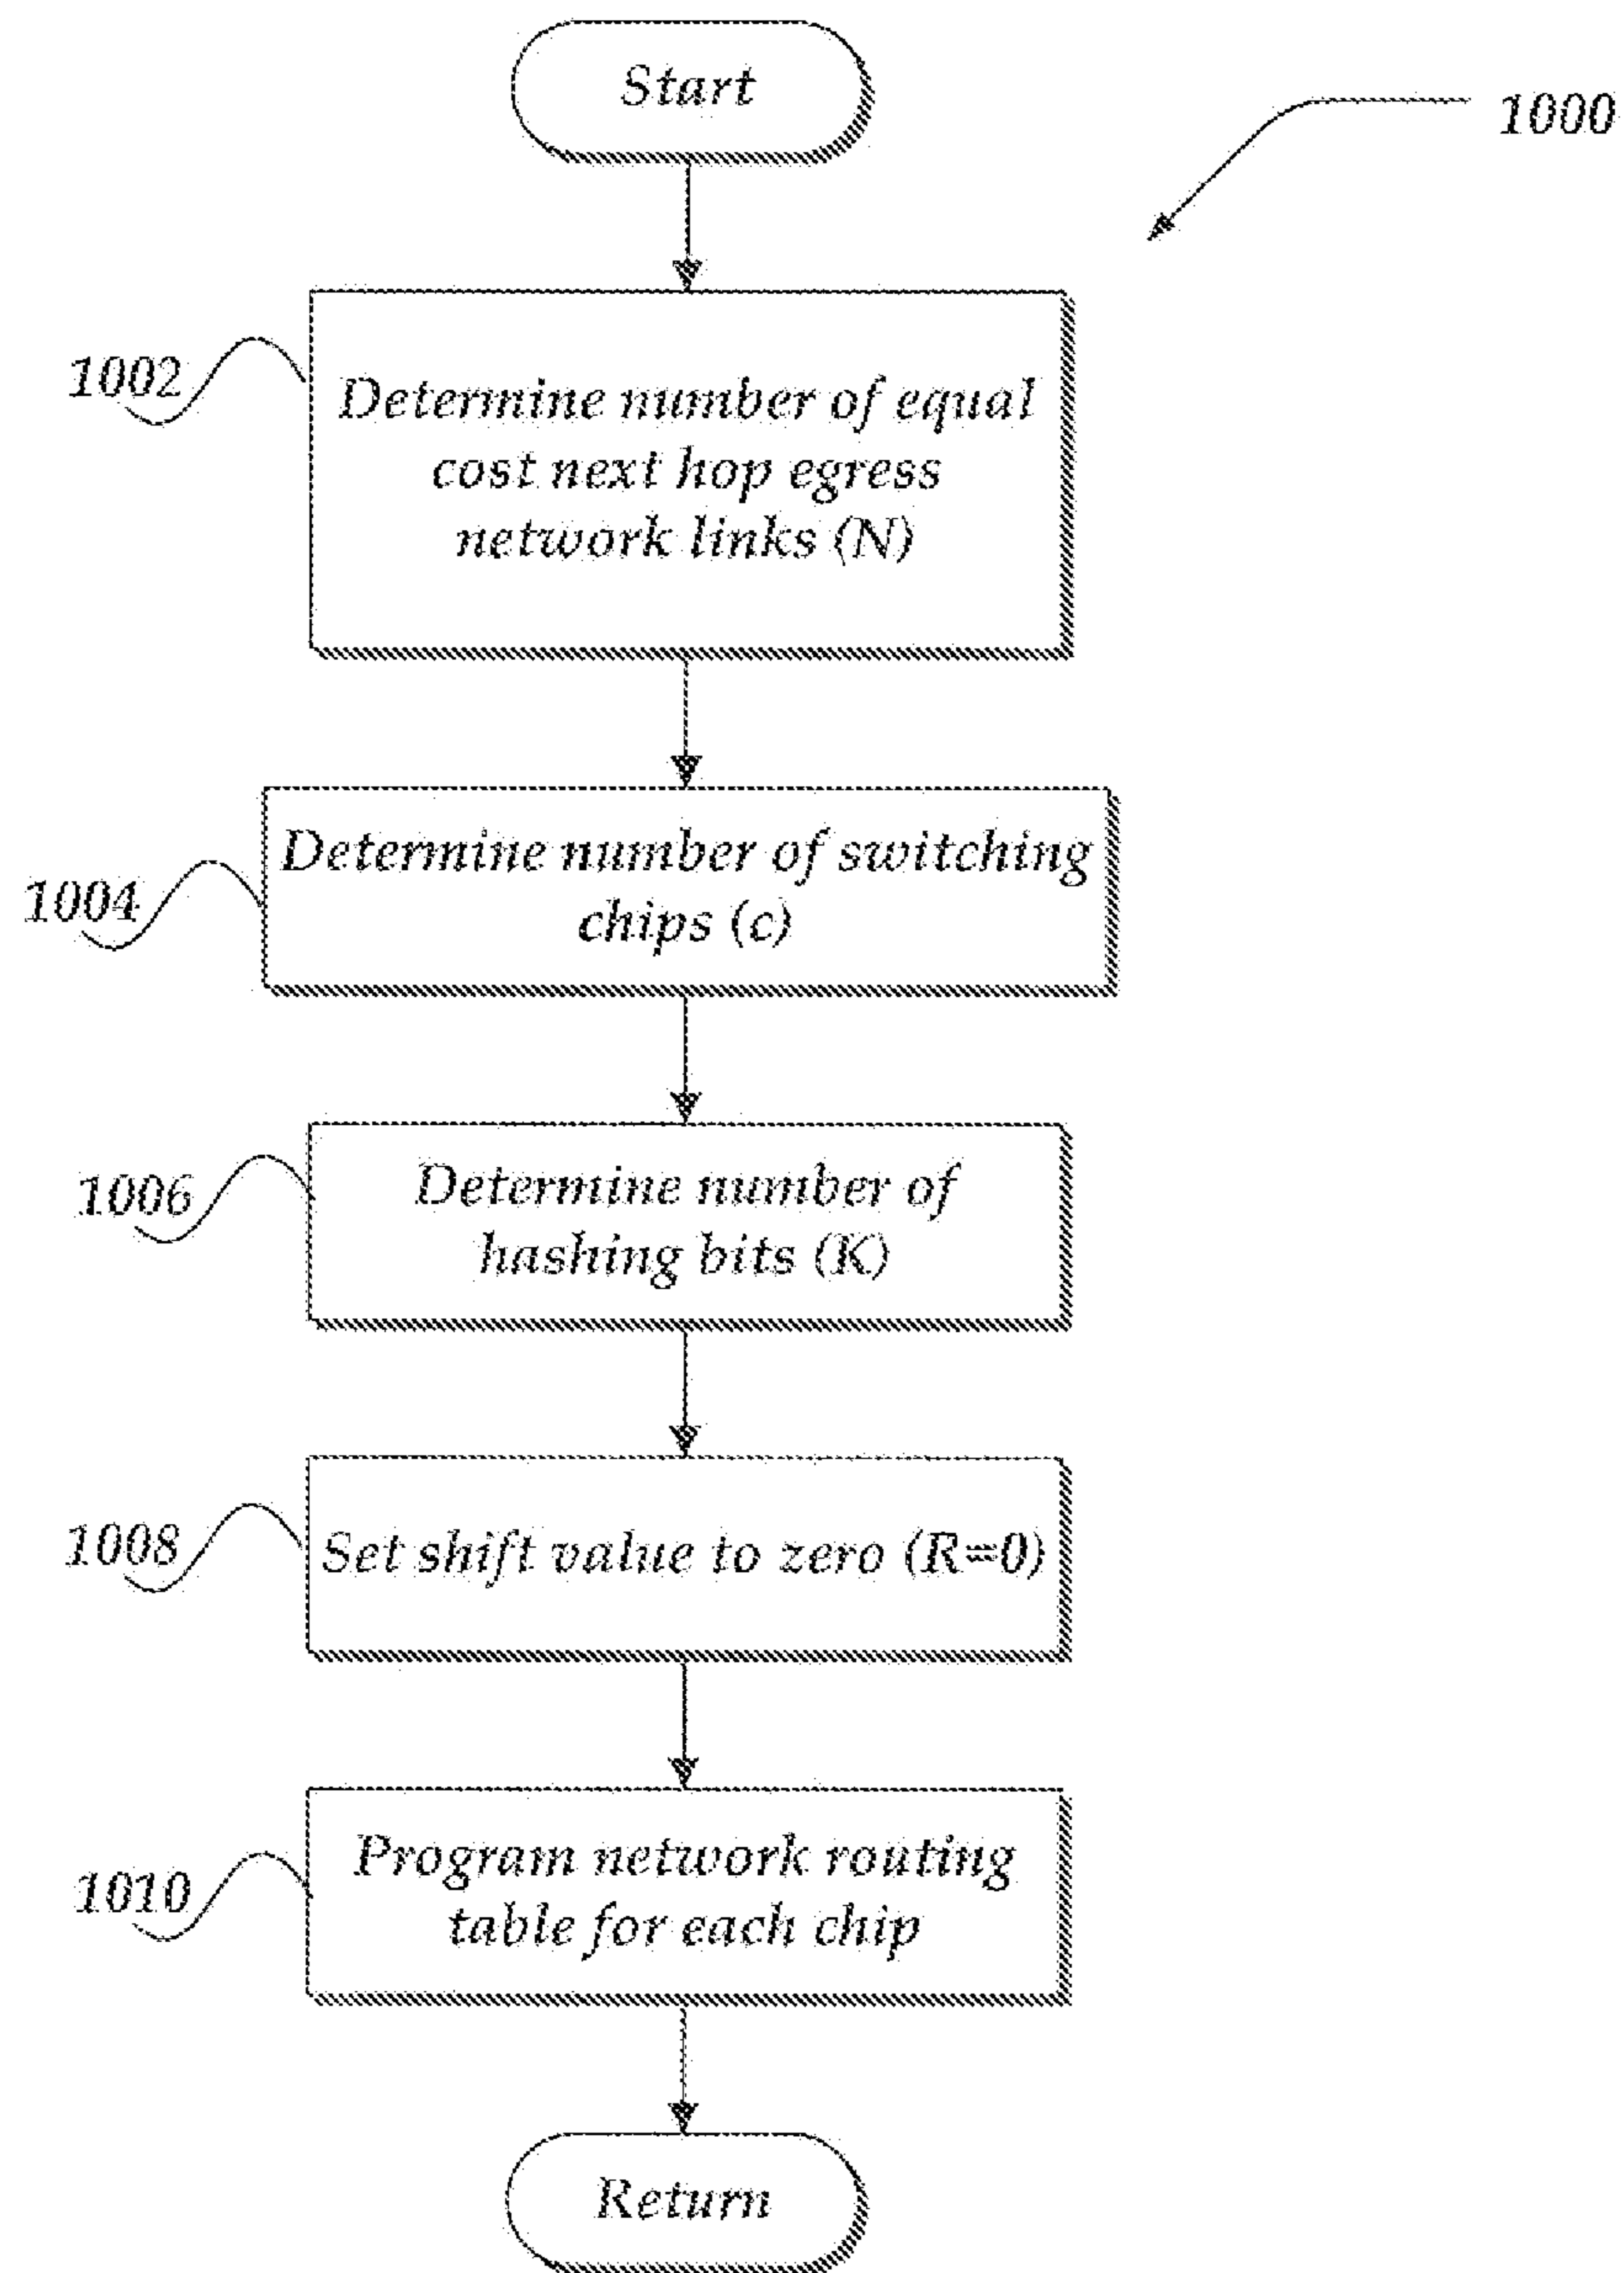 Start
1000
1002
Determine number of equal
cost next hop egress
network links (N)
1004
Determine number of switching
chips (c)
1006
Determine number of
hashing bits (K)
1008
Set shift value to zero (R=0)
1010
Program network routing
table for each chip
Return